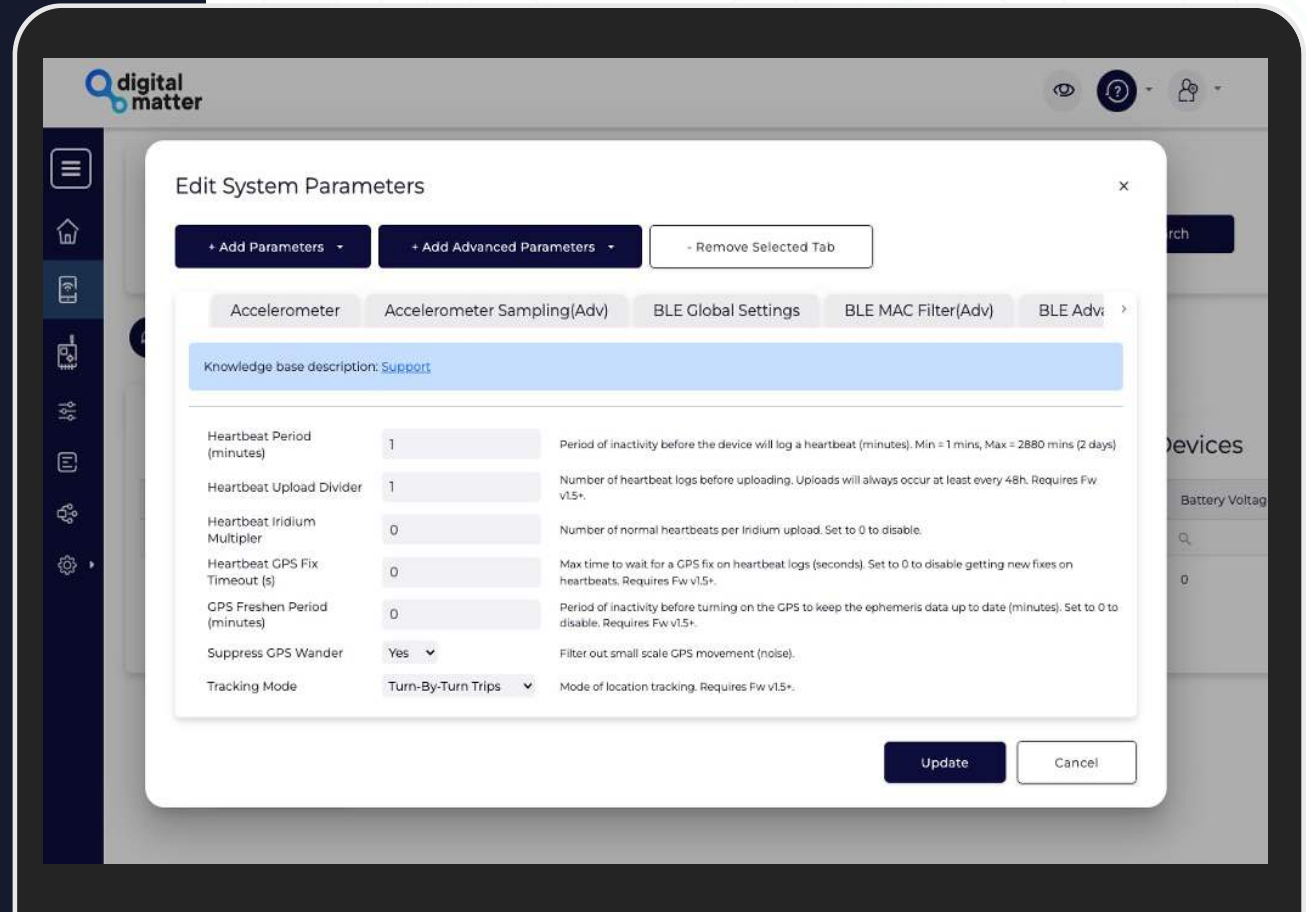 digital
matter
Edit System Parameters
×
+ Add Parameters
+ Add Advanced Parameters
- Remove Selected Tab
rch
Accelerometer
Accelerometer Sampling(Adv)
BLE Global Settings
BLE MAC Filter(Adv)
BLE Adva
Knowledge base description: Support
Heartbeat Period
(minutes)
1
Period of inactivity before the device will log a heartbeat (minutes). Min = 1 mins, Max = 2880 mins (2 days)
Heartbeat Upload Divider
1
Number of heartbeat logs before uploading. Uploads will always occur at least every 48h. Requires Fw
v1.5+.
Heartbeat Iridium
Multipler
0
Number of normal heartbeats per Iridium upload. Set to 0 to disable.
Heartbeat GPS Fix
Timeout (s)
0
Max time to wait for a GPS fix on heartbeat logs (seconds). Set to 0 to disable getting new fixes on
heartbeats. Requires Fw v1.5+.
GPS Freshen Period
(minutes)
0
Period of inactivity before turning on the GPS to keep the ephemeris data up to date (minutes). Set to 0 to
disable. Requires Fw v1.5+.
Suppress GPS Wander
Yes
Filter out small scale GPS movement (noise).
Tracking Mode
Turn-By-Turn Trips
Mode of location tracking. Requires Fw v1.5+.
Update
Cancel
Devices
Battery Voltag
0